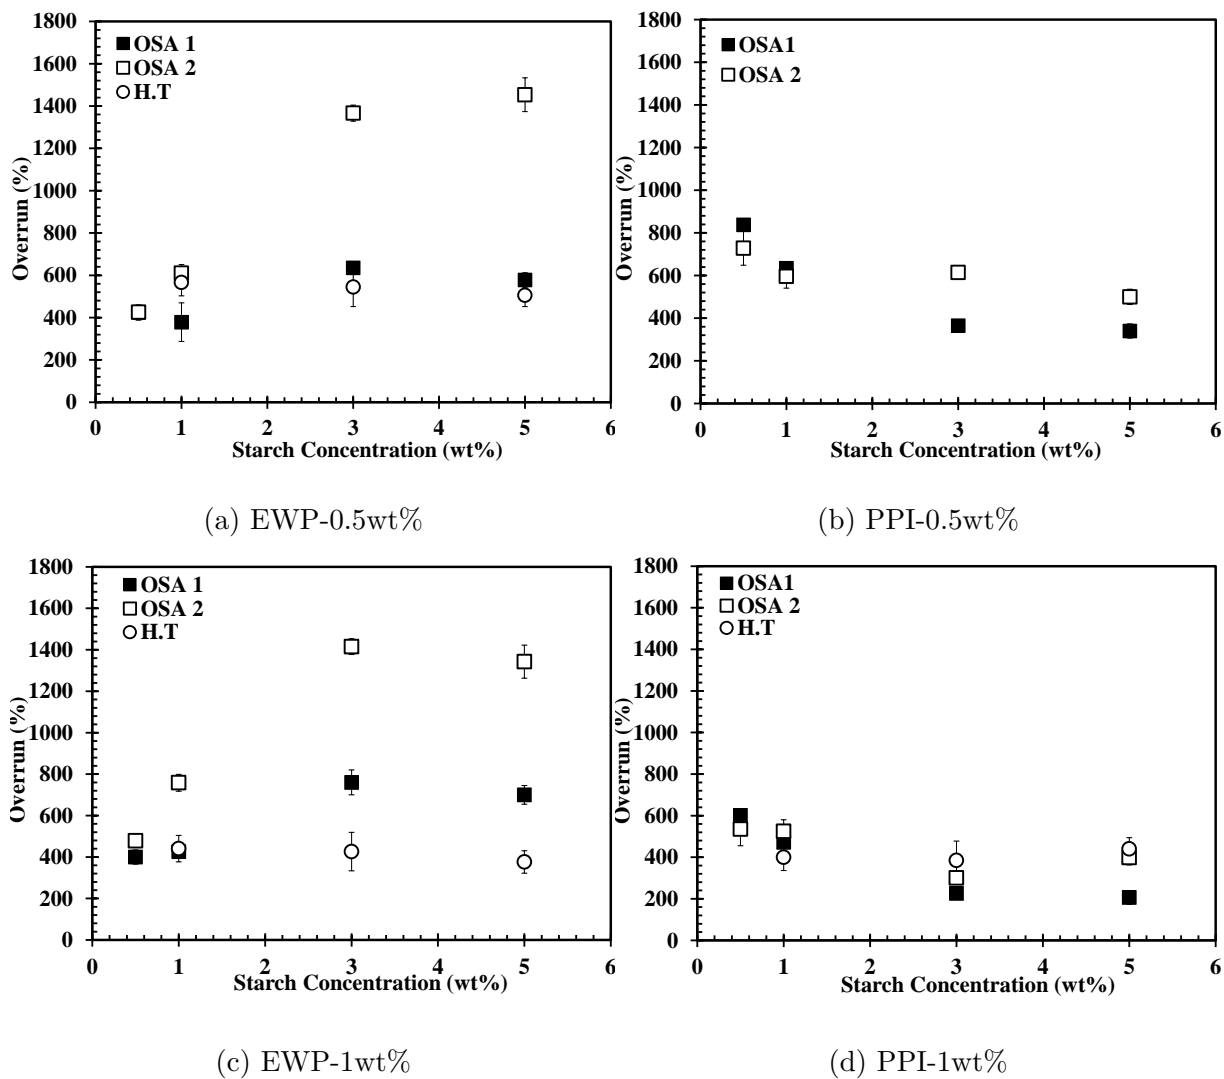 1800
1600
1400
1200
1000
800
600
400
200
0
Overrun (%)
OSA 1
OSA 2
H.T
0 1 2 3 4 5 6
Starch Concentration (wt%)
(a) EWP-0.5wt%
1800
1600
1400
1200
1000
800
600
400
200
0
Overrun (%)
OSA1
OSA 2
0 1 2 3 4 5 6
Starch Concentration (wt%)
(b) PPI-0.5wt%
1800
1600
1400
1200
1000
800
600
400
200
0
Overrun (%)
OSA 1
OSA 2
H.T
0 1 2 3 4 5 6
Starch Concentration (wt%)
(c) EWP-1wt%
1800
1600
1400
1200
1000
800
600
400
200
0
Overrun (%)
OSA1
OSA 2
H.T
0 1 2 3 4 5 6
Starch Concentration (wt%)
(d) PPI-1wt%